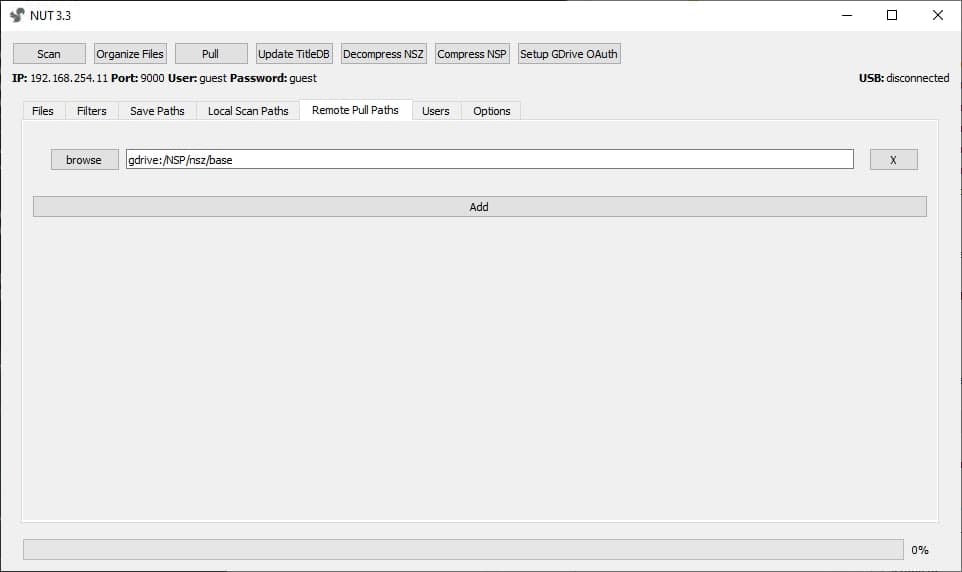 NUT 3.3
Scan Organize Files Pull Update TitleDB Decompress NSZ Compress NSP Setup GDrive OAuth
IP: 192.168.254.11 Port: 9000 User: guest Password: guest USB: disconnected
Files Filters Save Paths Local Scan Paths Remote Pull Paths Users Options
browse gdrive:/NSP/nsz/base X
Add
0%